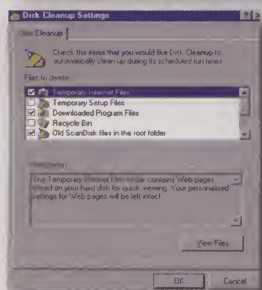 Disk Cleanup Settings
Disk Cleanup
Check the items that you would like Disk Cleanup to
automatically clean up during its scheduled run times
Files to delete:
Temporary Internet Files
Temporary Setup Files
Downloaded Program Files
Recycle Bin
Old ScanDisk files in the root folder
Description
The Temporary Internet Files folder contains Web pages
stored on your hard disk for quick viewing. Your personalized
settings for Web pages will be left intact.
View Files
OK
Cancel